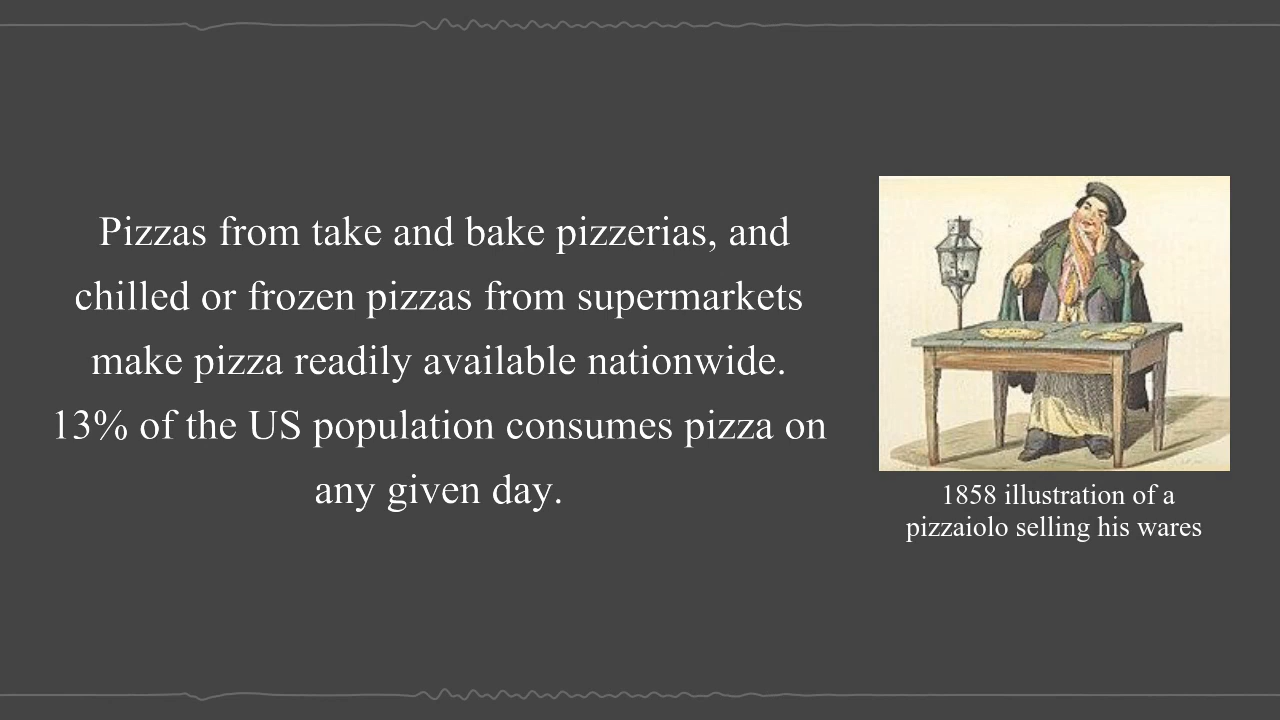 Pizzas from take and bake pizzerias, and
chilled or frozen pizzas from supermarkets
make pizza readily available nationwide.
13% of the US population consumes pizza on
any given day.
1858 illustration of a
pizzaiolo selling his wares